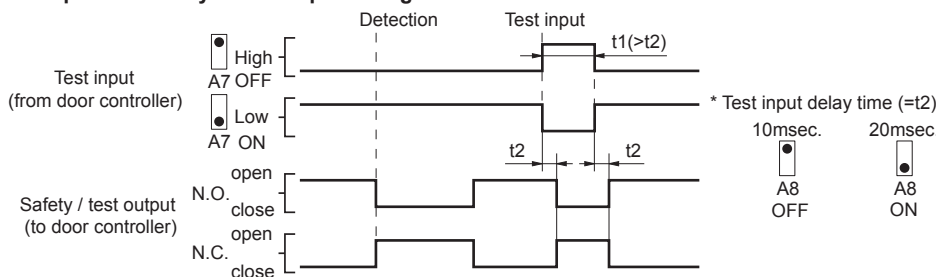 Detection
Test input
High
A7 OFF
t1(>t2)
Test input
(from door controller)
Low
A7 ON
* Test input delay time (=t2)
10msec.
20msec
A8
OFF
A8
ON
t2
t2
Safety / test output
(to door controller)
N.O.
open
close
N.C.
open
close